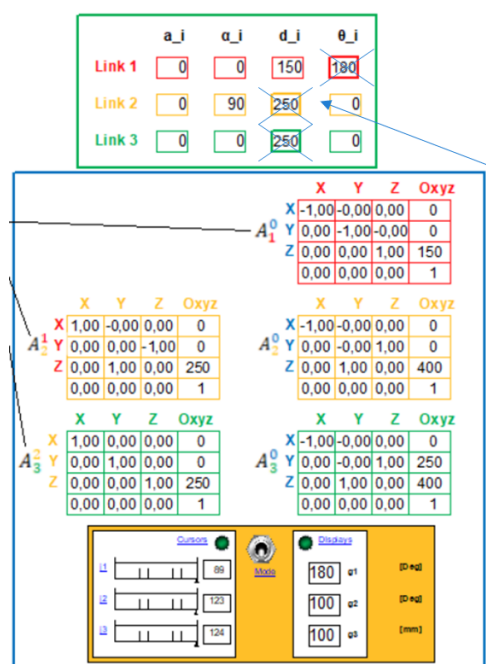 a_i α_i d_i θ_i
Link 1 0 0 150 180
Link 2 0 90 250 0
Link 3 0 0 250 0
X Y Z Oxyz
X -1,00 -0,00 0,00 0
A⁰₁ Y 0,00 -1,00 -0,00 0
Z 0,00 0,00 1,00 150
0,00 0,00 0,00 1
X Y Z Oxyz
X 1,00 -0,00 0,00 0
A¹₂ Y 0,00 0,00 -1,00 0
Z 0,00 1,00 0,00 250
0,00 0,00 0,00 1
X Y Z Oxyz
X -1,00 -0,00 0,00 0
A⁰₂ Y 0,00 -0,00 1,00 0
Z 0,00 1,00 0,00 400
0,00 0,00 0,00 1
X Y Z Oxyz
X 1,00 0,00 0,00 0
A²₃ Y 0,00 1,00 0,00 0
Z 0,00 0,00 1,00 250
0,00 0,00 0,00 1
X Y Z Oxyz
X -1,00 -0,00 0,00 0
A⁰₃ Y 0,00 -0,00 1,00 250
Z 0,00 1,00 0,00 400
0,00 0,00 0,00 1
Cursors
89
123
124
Mode
Displays
180 [Deg]
100 [Deg]
100 [mm]